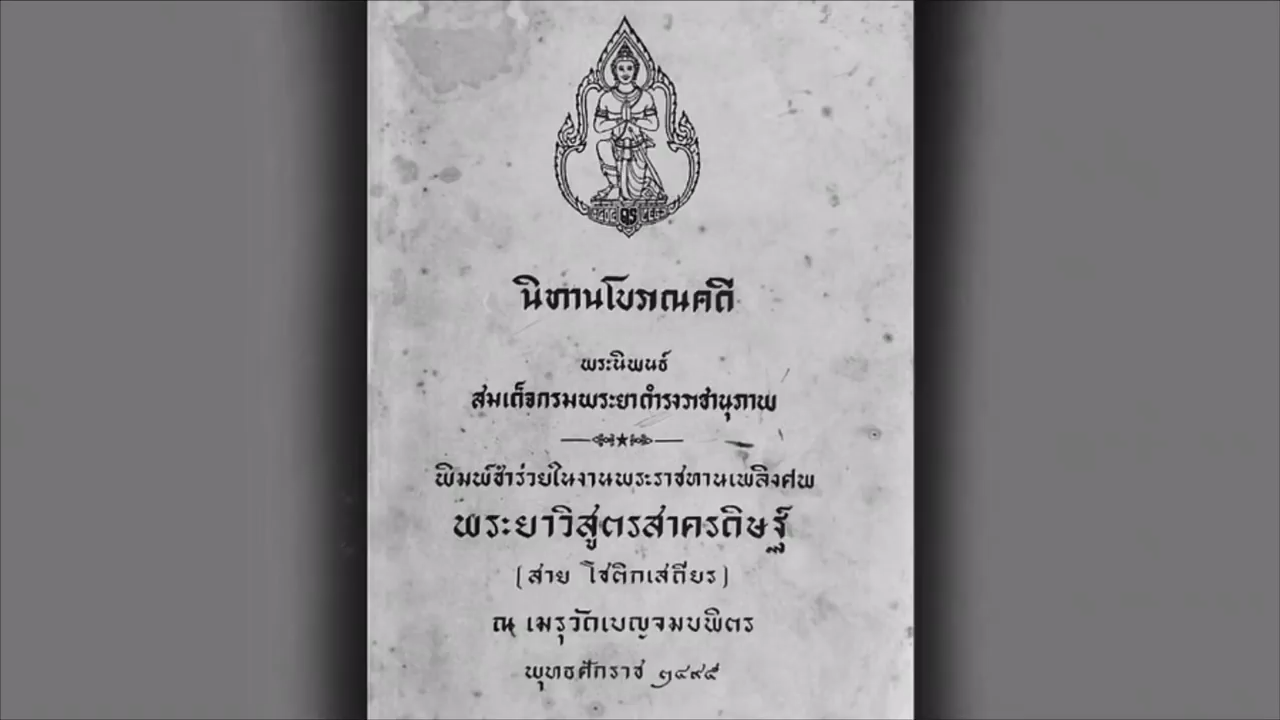 นิทานโบราณคดี
พระนิพนธ์
สมเด็จกรมพระยาดำรงราชานุภาพ
พิมพ์ชำร่วยในงานพระราชทานเพลิงศพ
พระยาวิสูตรสาครดิษฐ์
(สาย โชติกเสถียร)
ณ เมรุวัดเบญจมบพิตร
พุทธศักราช ๒๔๙๕